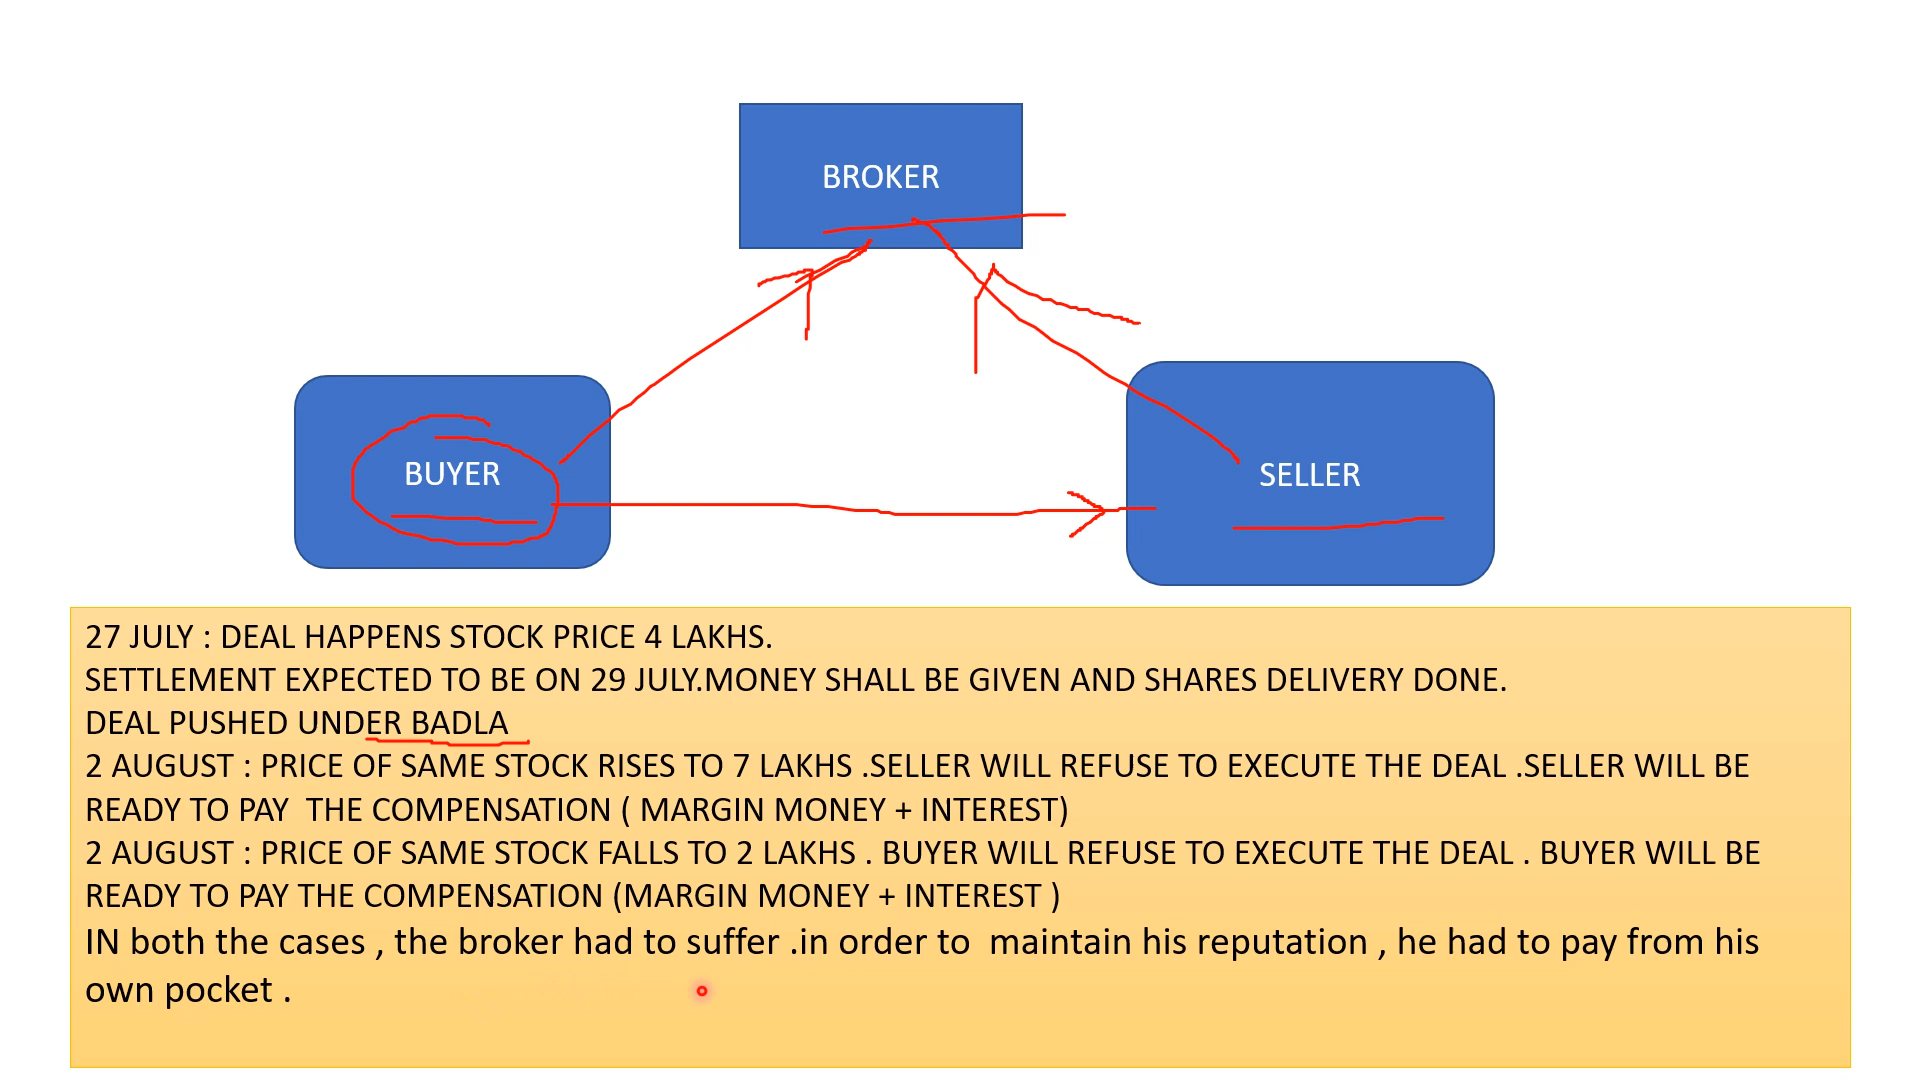 BROKER
BUYER
SELLER
27 JULY : DEAL HAPPENS STOCK PRICE 4 LAKHS.
SETTLEMENT EXPECTED TO BE ON 29 JULY.MONEY SHALL BE GIVEN AND SHARES DELIVERY DONE.
DEAL PUSHED UNDER BADLA
2 AUGUST : PRICE OF SAME STOCK RISES TO 7 LAKHS .SELLER WILL REFUSE TO EXECUTE THE DEAL .SELLER WILL BE
READY TO PAY  THE COMPENSATION ( MARGIN MONEY + INTEREST)
2 AUGUST : PRICE OF SAME STOCK FALLS TO 2 LAKHS . BUYER WILL REFUSE TO EXECUTE THE DEAL . BUYER WILL BE
READY TO PAY THE COMPENSATION (MARGIN MONEY + INTEREST )
IN both the cases , the broker had to suffer .in order to  maintain his reputation , he had to pay from his
own pocket .